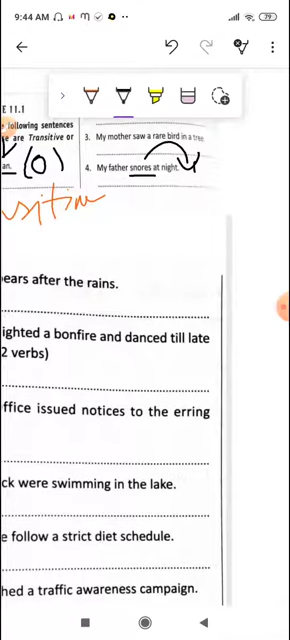 9:44 AM
79
E 11.1
following sentences
e are Transitive or
an. (O)
3. My mother saw a rare bird in a tree.
4. My father snores at night.
sitive
ears after the rains.
ighted a bonfire and danced till late
2 verbs)
ffice issued notices to the erring
ck were swimming in the lake.
e follow a strict diet schedule.
hed a traffic awareness campaign.